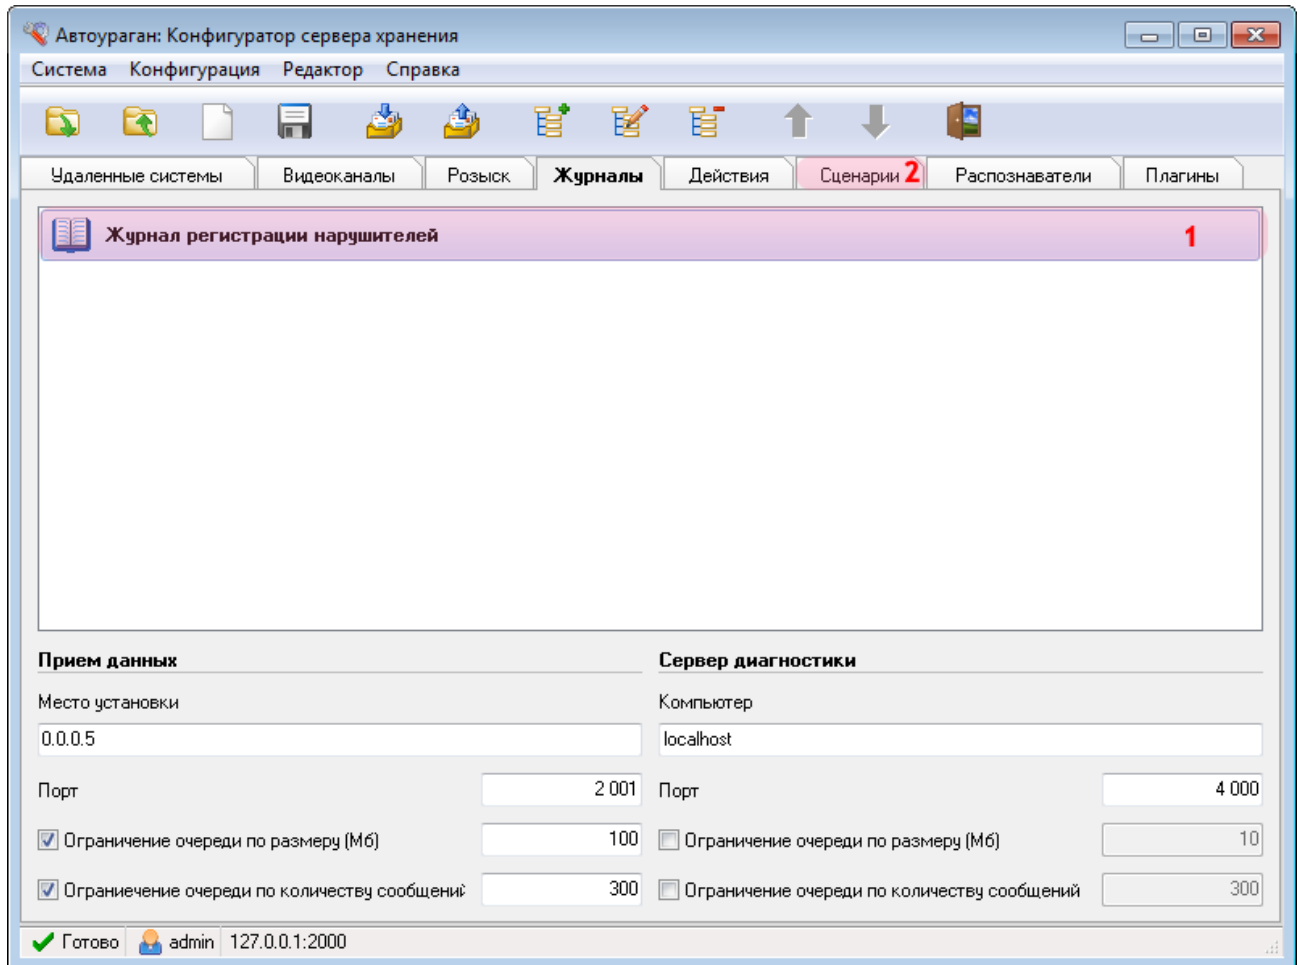 Автоураган: Конфигуратор сервера хранения
Система Конфигурация Редактор Справка
Удаленные системы Видеоканалы Розыск Журналы Действия Сценарии 2 Распознаватели Плагины
Журнал регистрации нарушителей 1
Прием данных Сервер диагностики
Место установки Компьютер
0.0.0.5 localhost
Порт 2 001 Порт 4 000
Ограничение очереди по размеру (Мб) 100 Ограничение очереди по размеру (Мб) 10
Ограниечение очереди по количеству сообщений 300 Ограничение очереди по количеству сообщений 300
Готово admin 127.0.0.1:2000